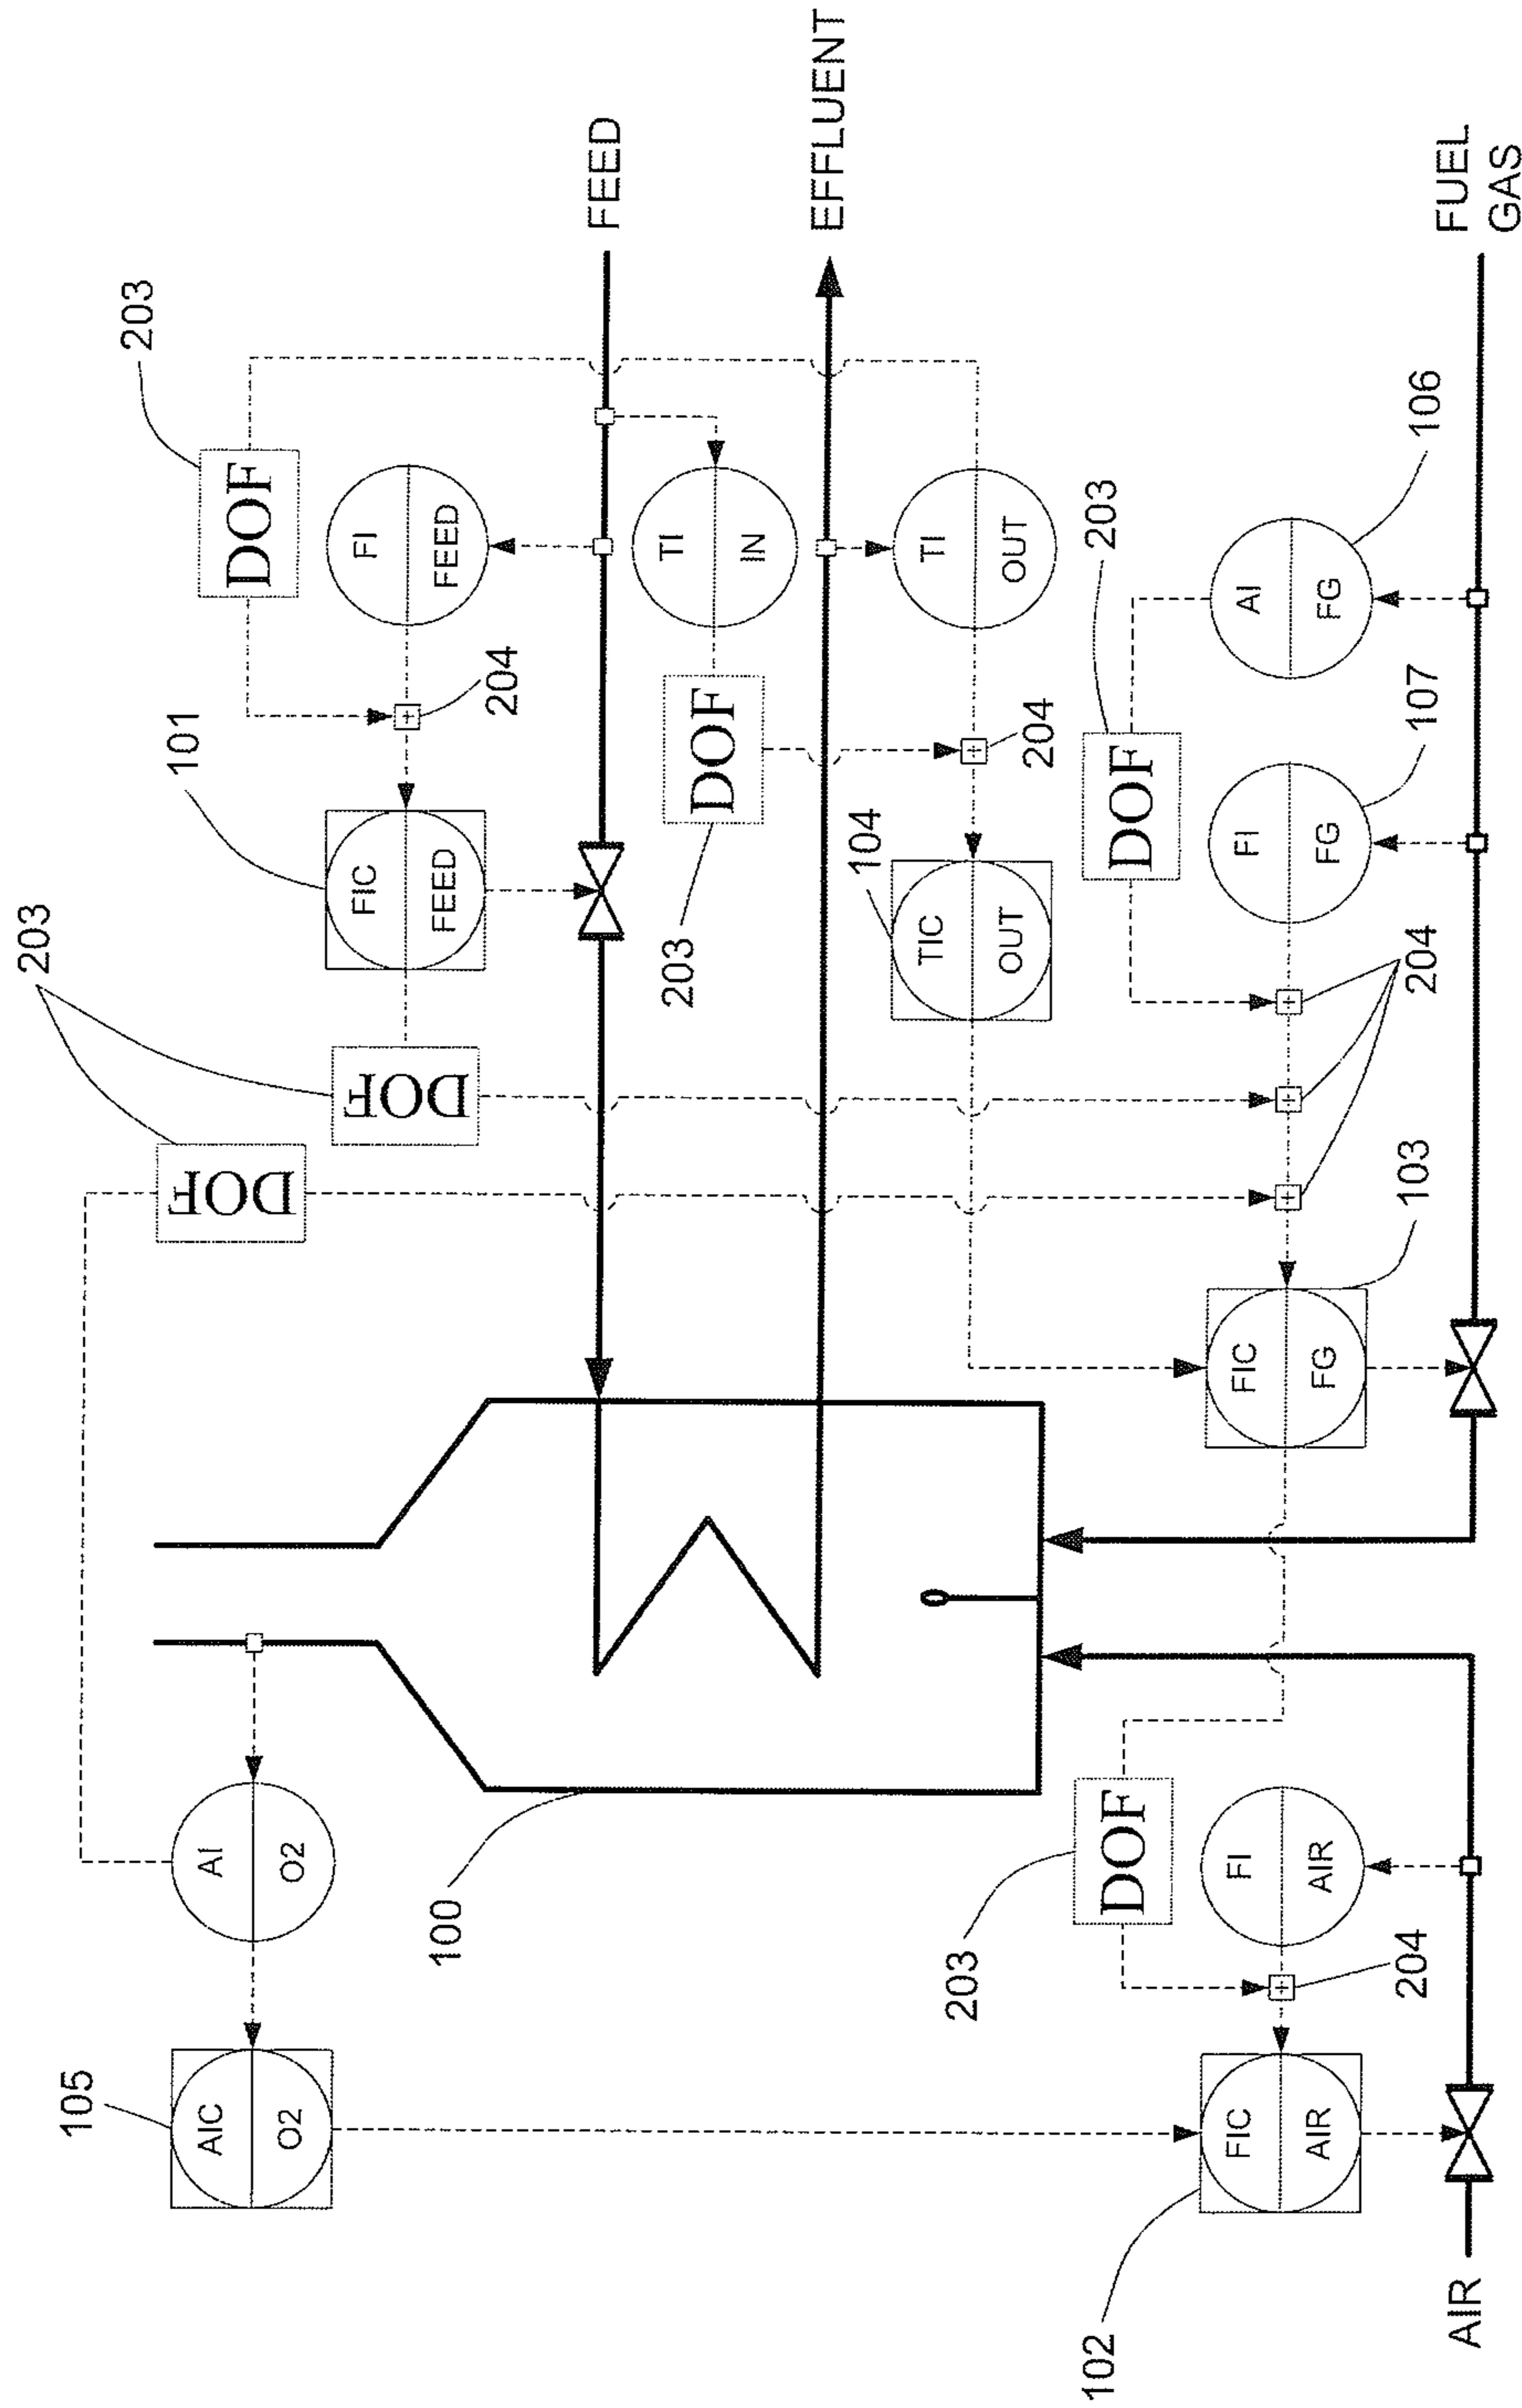 105
AIC
O2
AI
O2
203
DOF
DOF
101
FIC
FEED
204
203
DOF
FI
FEED
FEED
100
203
DOF
TI
IN
EFFLUENT
104
TIC
OUT
204
TI
OUT
102
FIC
AIR
204
203
DOF
FI
AIR
AIR
103
FIC
FG
204
203
DOF
107
FI
FG
106
AI
FG
FUEL
GAS